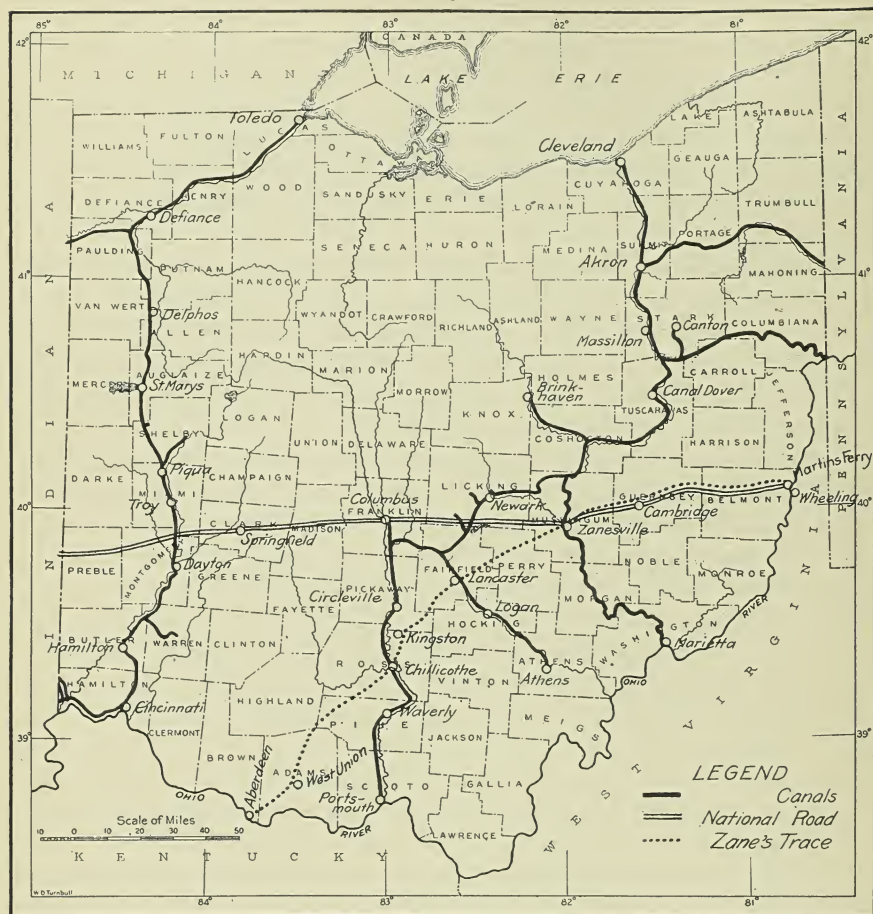 85° 84° 83° 82° 81°
42° 42°
CANADA
MICHIGAN
LAKE ERIE
Toledo
Cleveland
LAKE
ASHTABULA
WILLIAMS
FULTON
LUCAS
OTTAWA
GEAUGA
CUYAHOGA
TRUMBULL
DEFIANCE
HENRY
WOOD
SANDUSKY
ERIE
LORAIN
Defiance
MEDINA
SUMMIT
PORTAGE
PAULDING
SENECA
HURON
Akron
MAHONING
41° 41°
PUTNAM
HANCOCK
VAN WERT
Delphos
ALLEN
WYANDOT
CRAWFORD
RICHLAND
ASHLAND
WAYNE
STARK
Canton
COLUMBIANA
Massillon
HARDIN
AUGLAIZE
MERCER
St Marys
MARION
MORROW
HOLMES
CARROLL
JEFFERSON
Brink-
haven
Canal Dover
TUSCARAWAS
LOGAN
KNOX
COSHOCTON
HARRISON
SHELBY
UNION
DELAWARE
DARKE
Piqua
CHAMPAIGN
LICKING
Martins Ferry
40° 40°
MIAMI
Troy
Columbus
FRANKLIN
Newark
MUSKINGUM
GUERNSEY
BELMONT
Wheeling
CLARK
MADISON
Cambridge
Zanesville
Springfield
PREBLE
MONTGOMERY
Dayton
GREENE
FAIRFIELD
PERRY
Lancaster
NOBLE
MONROE
PICKAWAY
Circleville
MORGAN
FAYETTE
Logan
HOCKING
WASHINGTON
RIVER
Kingston
BUTLER
Hamilton
WARREN
CLINTON
Marietta
ROSS
Chillicothe
ATHENS
Athens
OHIO
VINTON
HAMILTON
HIGHLAND
Cincinnati
Waverly
MEIGS
39° 39°
CLERMONT
PIKE
JACKSON
BROWN
ADAMS
West Union
SCIOTO
GALLIA
Aberdeen
Ports-
mouth
OHIO
RIVER
LAWRENCE
INDIANA
PENNSYLVANIA
WEST VIRGINIA
KENTUCKY
LEGEND
Canals
National Road
Zane's Trace
Scale of Miles
10 0 10 20 30 40 50
W D Turnbull
84° 83° 82° 81°